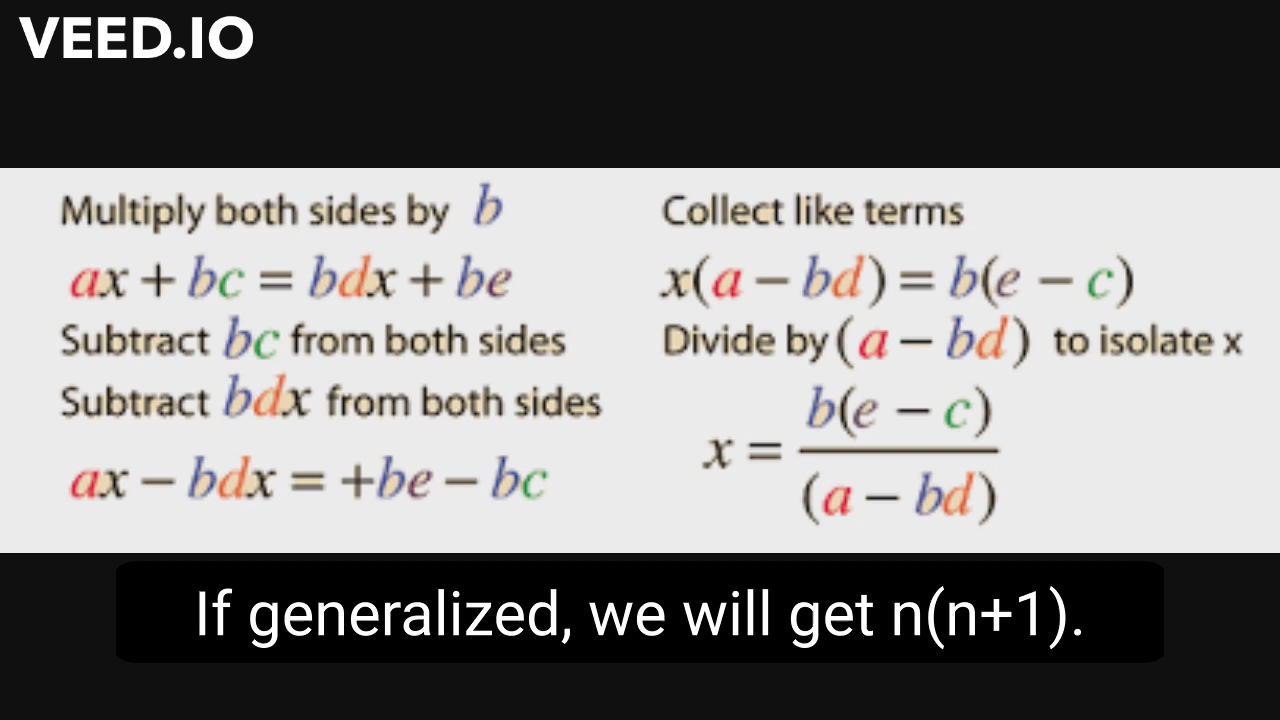 VEED.IO
Multiply both sides by b
ax + bc = bdx + be
Subtract bc from both sides
Subtract bdx from both sides
ax − bdx = +be − bc
Collect like terms
x(a − bd) = b(e − c)
Divide by (a − bd) to isolate x
x = b(e − c) / (a − bd)
If generalized, we will get n(n+1).